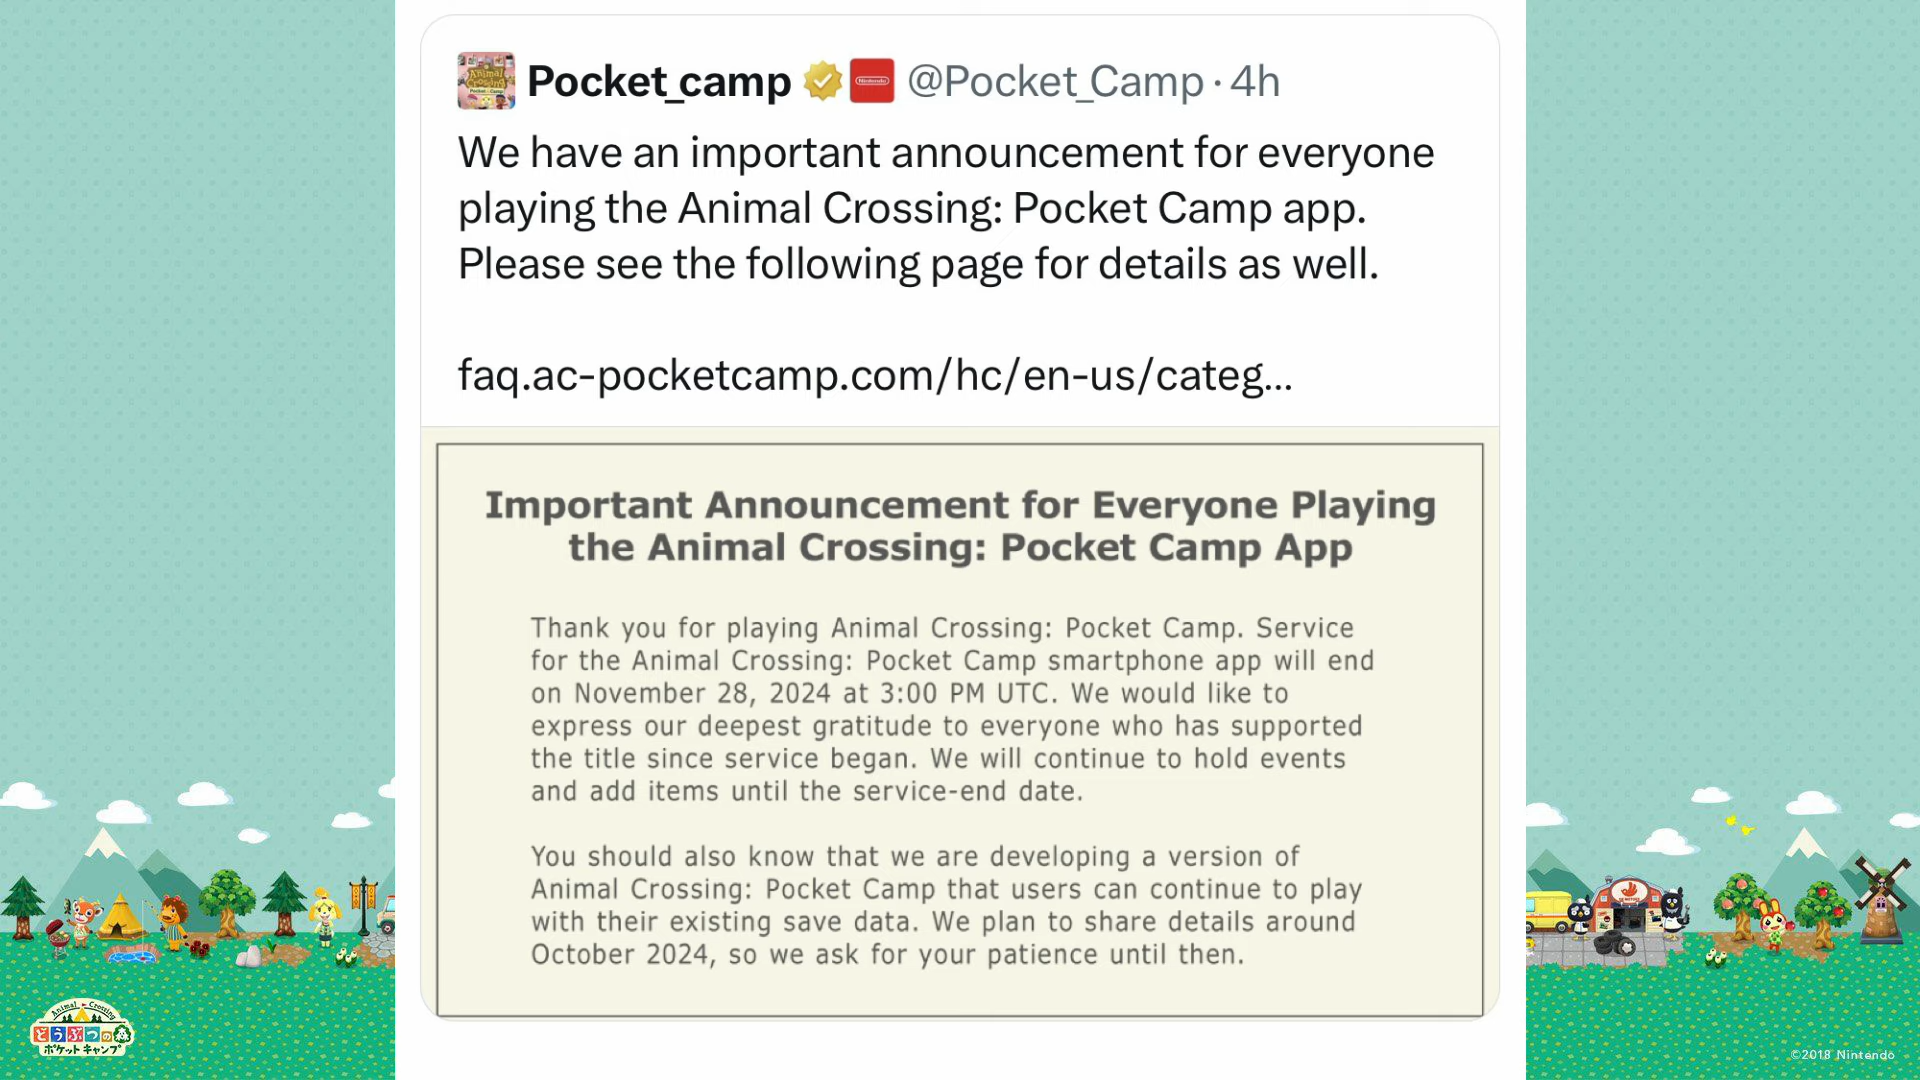 Pocket_camp @Pocket_Camp · 4h
We have an important announcement for everyone
playing the Animal Crossing: Pocket Camp app.
Please see the following page for details as well.
faq.ac-pocketcamp.com/hc/en-us/categ...
Important Announcement for Everyone Playing
the Animal Crossing: Pocket Camp App
Thank you for playing Animal Crossing: Pocket Camp. Service
for the Animal Crossing: Pocket Camp smartphone app will end
on November 28, 2024 at 3:00 PM UTC. We would like to
express our deepest gratitude to everyone who has supported
the title since service began. We will continue to hold events
and add items until the service-end date.
You should also know that we are developing a version of
Animal Crossing: Pocket Camp that users can continue to play
with their existing save data. We plan to share details around
October 2024, so we ask for your patience until then.
Animal Crossing
どうぶつの森
ポケット キャンプ
©2018 Nintendo